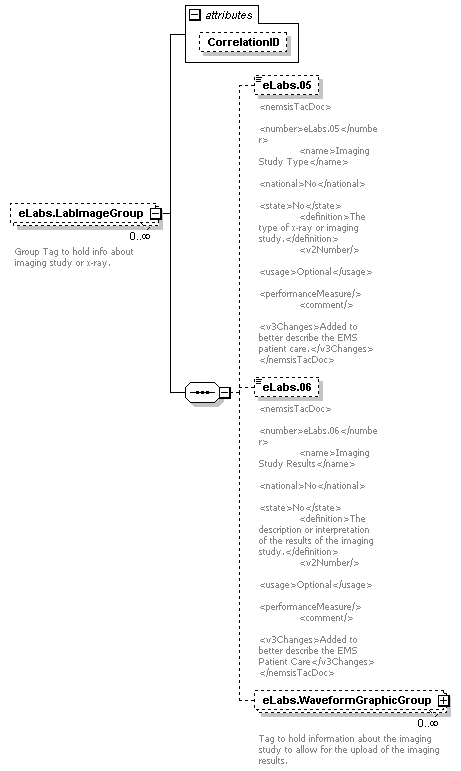 attributes
CorrelationID
eLabs.05
<nemsisTacDoc>
<number>eLabs.05</numbe
r>
<name>Imaging
Study Type</name>
<national>No</national>
<state>No</state>
<definition>The
type of x-ray or imaging
study.</definition>
<v2Number/>
<usage>Optional</usage>
<performanceMeasure/>
<comment/>
<v3Changes>Added to
better describe the EMS
patient care.</v3Changes>
</nemsisTacDoc>
eLabs.LabImageGroup
0..∞
Group Tag to hold info about
imaging study or x-ray.
eLabs.06
<nemsisTacDoc>
<number>eLabs.06</numbe
r>
<name>Imaging
Study Results</name>
<national>No</national>
<state>No</state>
<definition>The
description or interpretation
of the results of the imaging
study.</definition>
<v2Number/>
<usage>Optional</usage>
<performanceMeasure/>
<comment/>
<v3Changes>Added to
better describe the EMS
Patient Care</v3Changes>
</nemsisTacDoc>
eLabs.WaveformGraphicGroup
0..∞
Tag to hold information about the imaging
study to allow for the upload of the imaging
results.